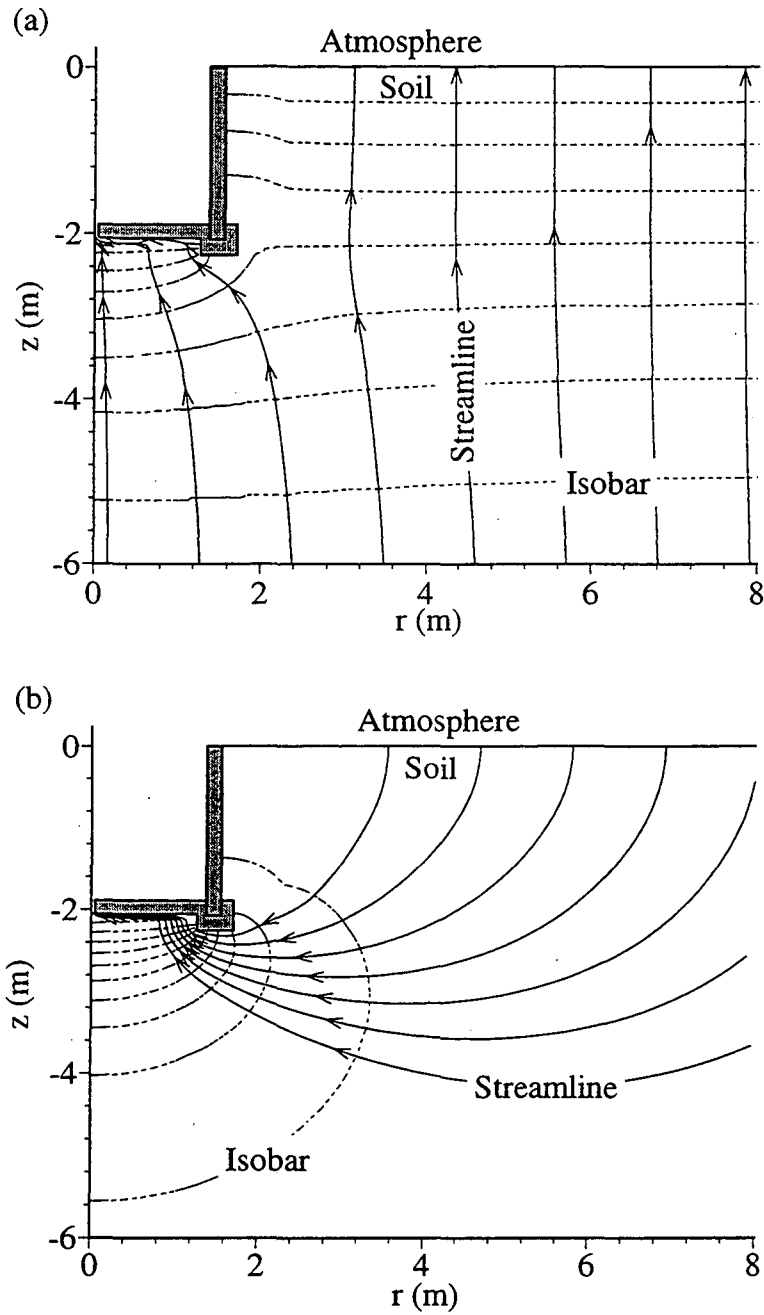 (a)
Atmosphere
0
Soil
-2
z (m)
Streamline
-4
Isobar
-6
0 2 4 6 8
r (m)
(b)
Atmosphere
0
Soil
-2
z (m)
-4
Streamline
Isobar
-6
0 2 4 6 8
r (m)